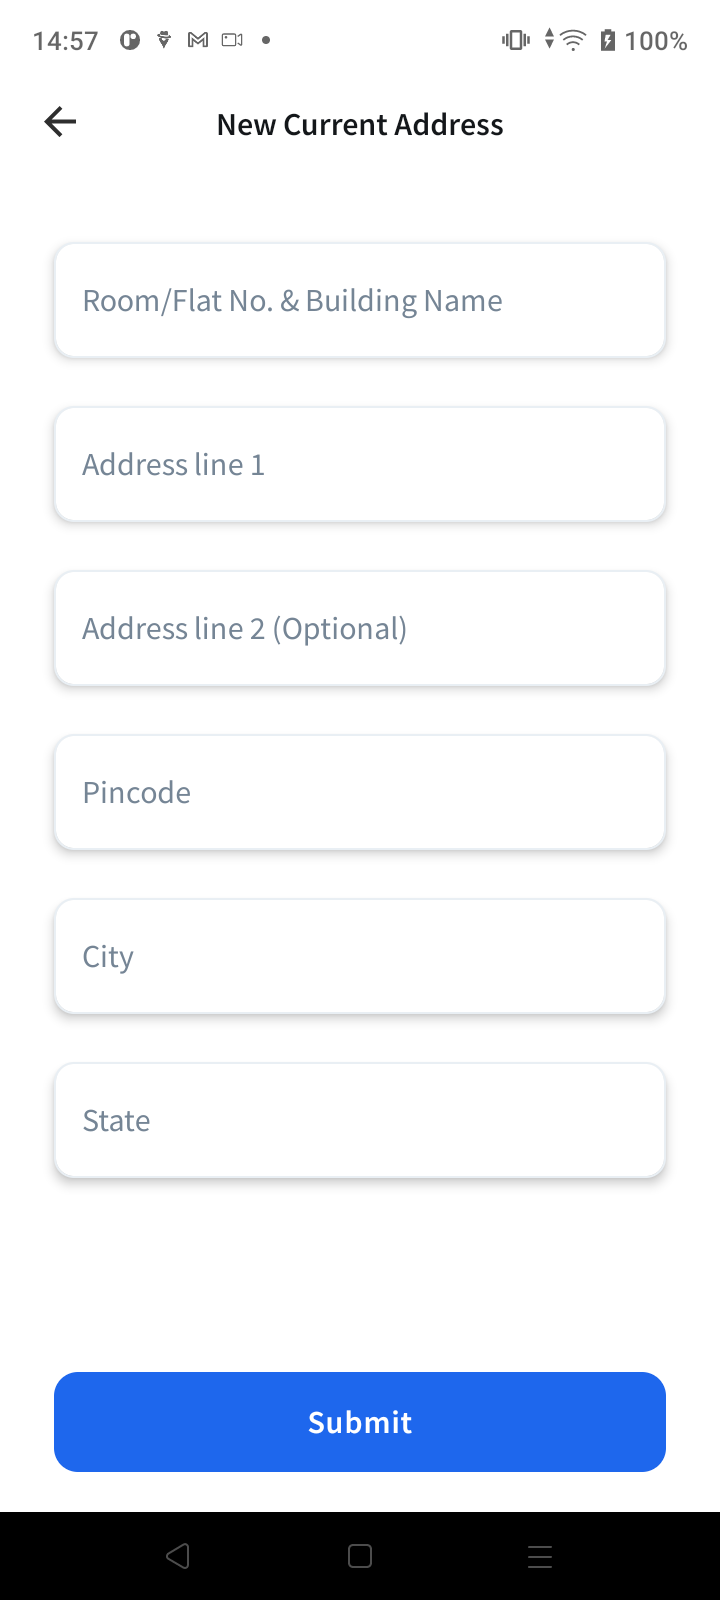 14:57
100%
New Current Address
Room/Flat No. & Building Name
Address line 1
Address line 2 (Optional)
Pincode
City
State
Submit